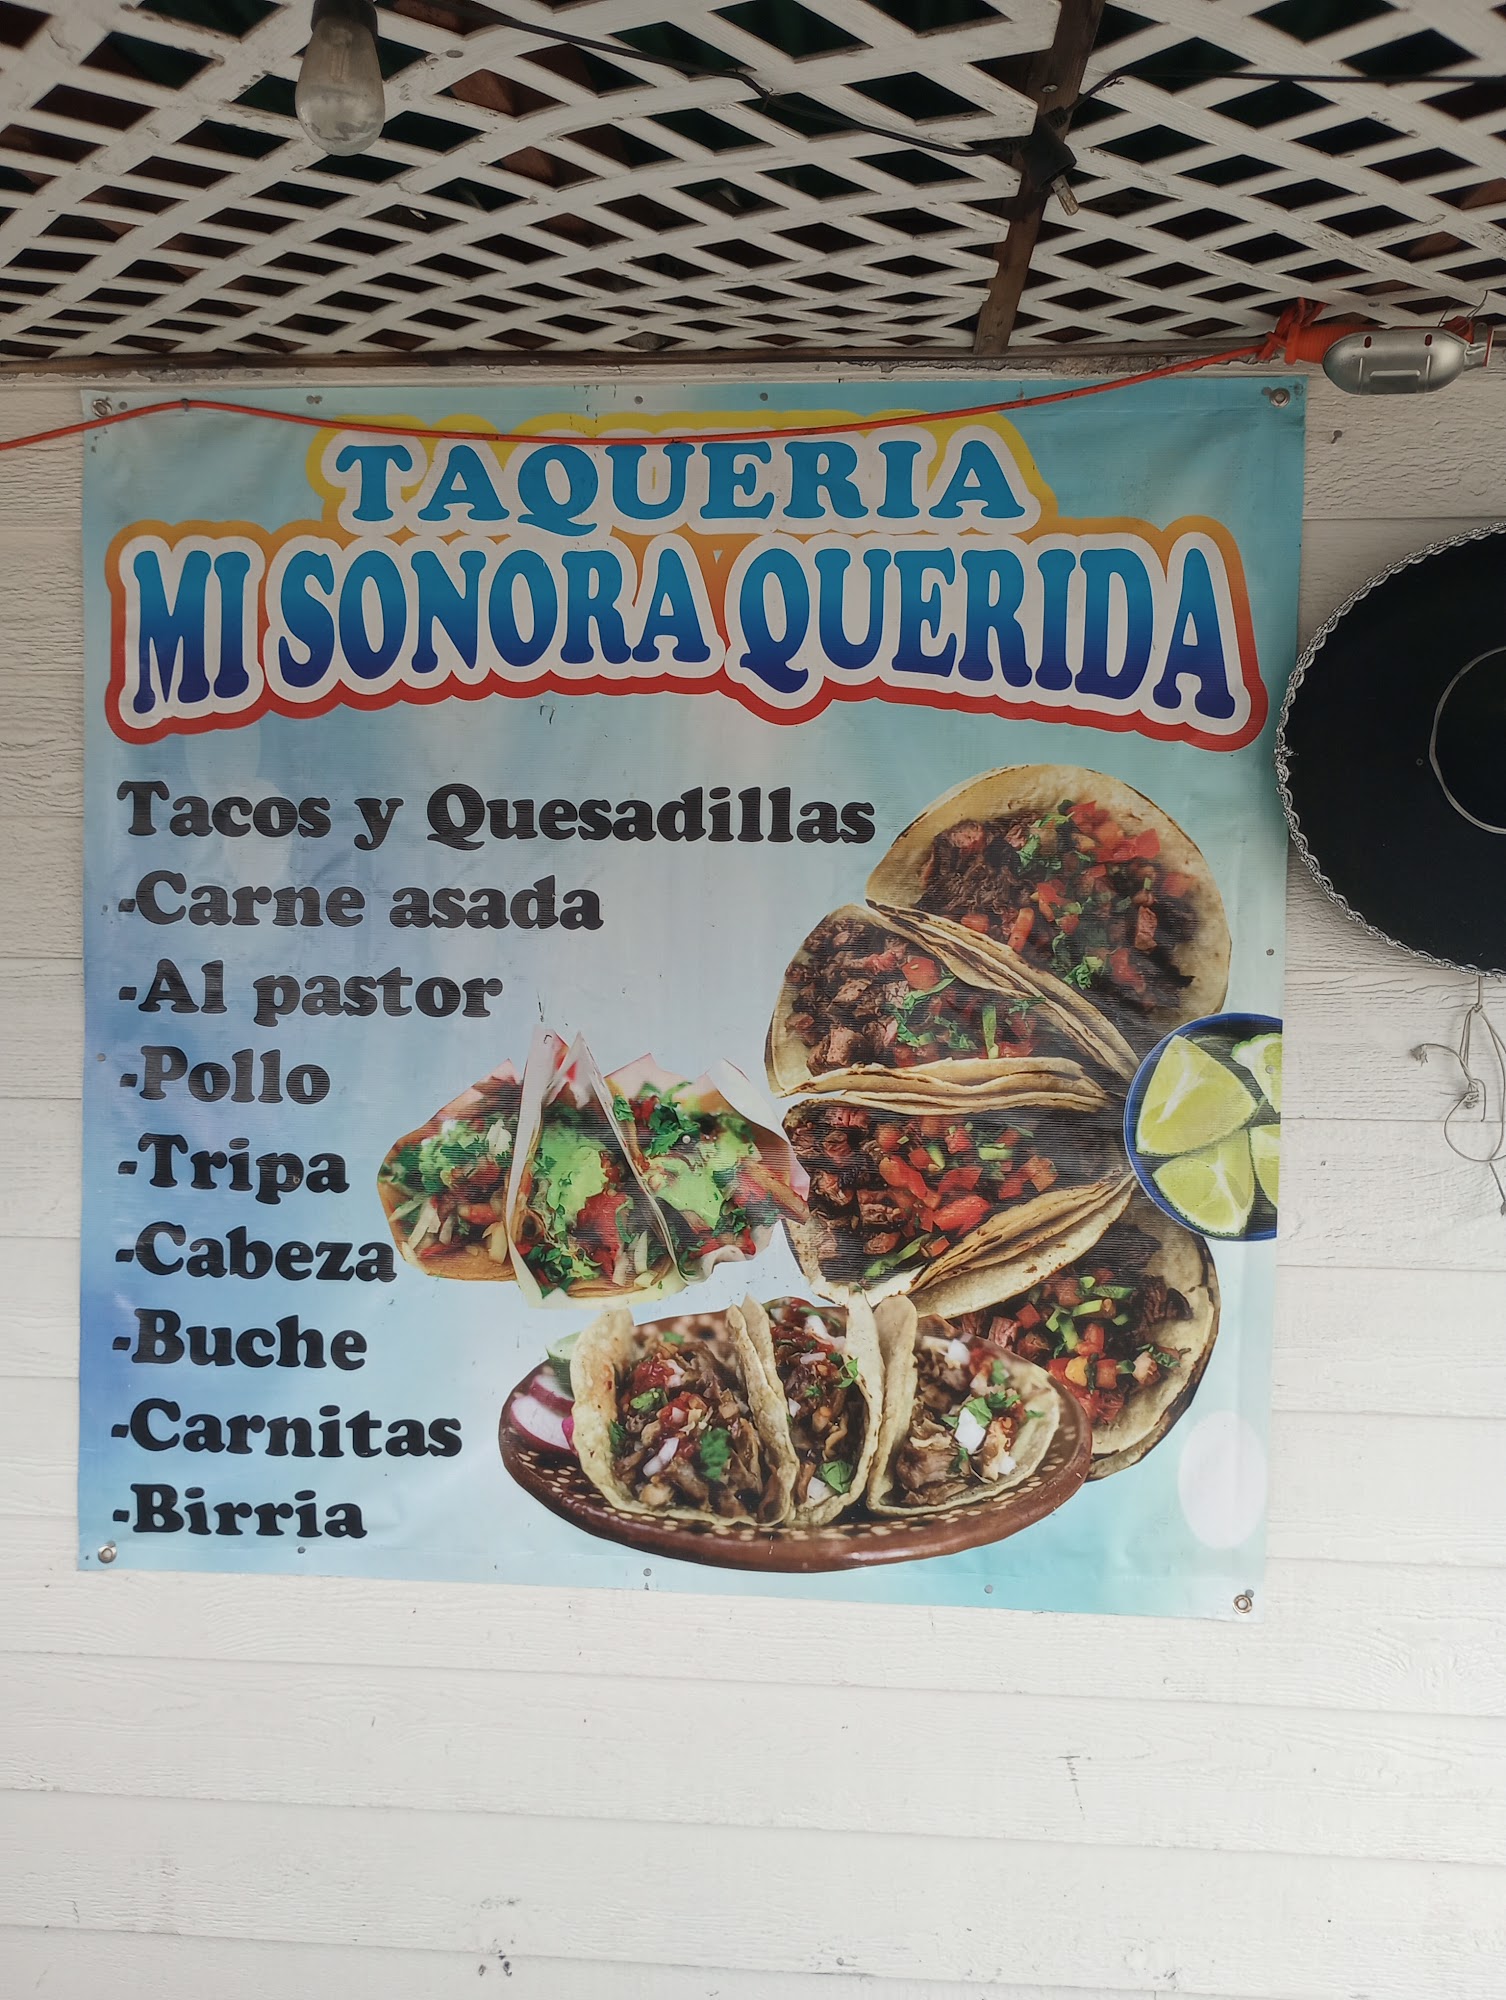 TAQUERIA
MI SONORA QUERIDA
Tacos y Quesadillas
-Carne asada
-Al pastor
-Pollo
-Tripa
-Cabeza
-Buche
-Carnitas
-Birria